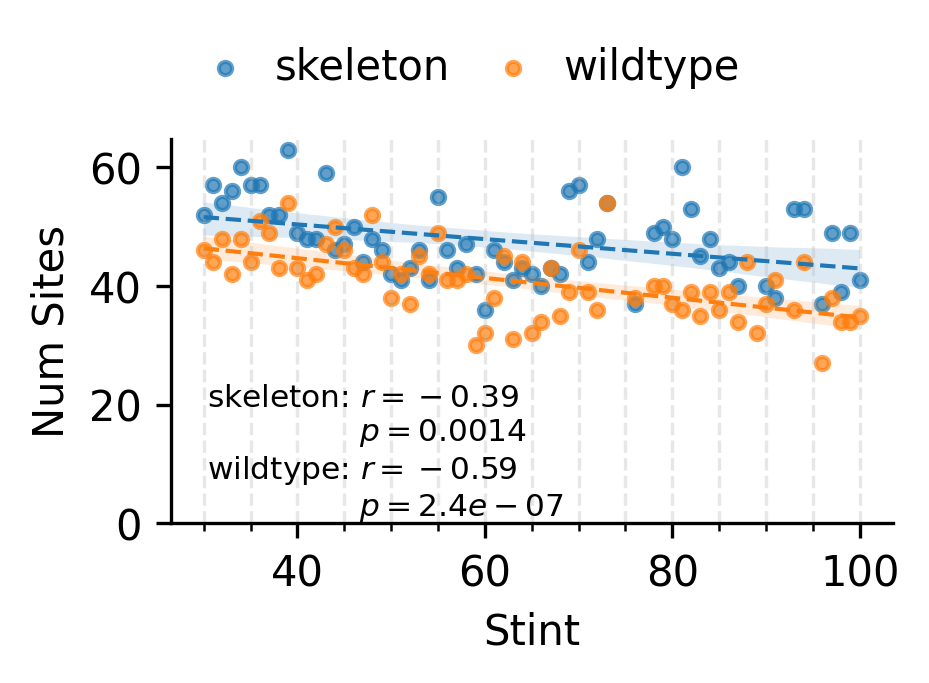 skeleton wildtype
60
40
20
0
Num Sites
skeleton: r = −0.39
p = 0.0014
wildtype: r = −0.59
p = 2.4e − 07
40 60 80 100
Stint